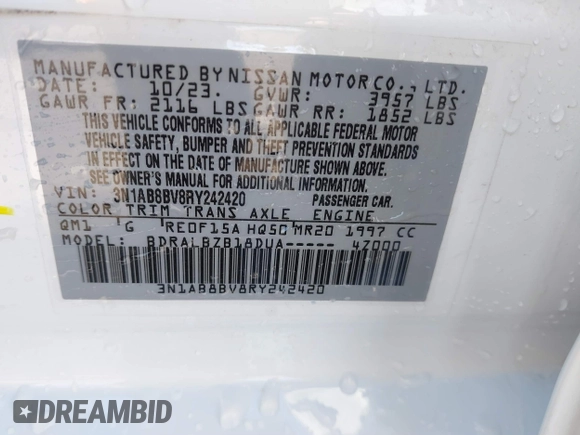 MANUFACTURED BY NISSAN MOTOR CO., LTD.
DATE: 10/23. GVWR: 3957 LBS
GAWR FR: 2116 LBS GAWR RR: 1852 LBS
THIS VEHICLE CONFORMS TO ALL APPLICABLE FEDERAL MOTOR
VEHICLE SAFETY, BUMPER AND THEFT PREVENTION STANDARDS
IN EFFECT ON THE DATE OF MANUFACTURE SHOWN ABOVE.
SEE OWNER'S MANUAL FOR ADDITIONAL INFORMATION.
VIN: 3N1AB8BV8RY242420 PASSENGER CAR.
COLOR TRIM TRANS AXLE ENGINE
QM1 G RE0F15A HQ50 MR20 1997 CC
MODEL: BDRALBZB18DUA----- 4Z000
3N1AB8BV8RY242420
DREAMBID